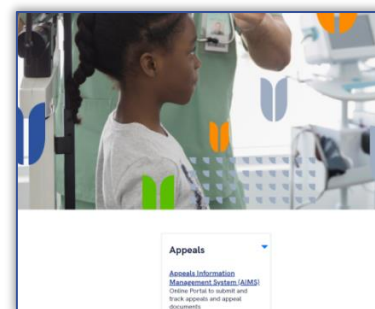 Appeals
Appeals Information
Management System (AIMS)
Online Portal to submit and
track appeals and appeal
documents